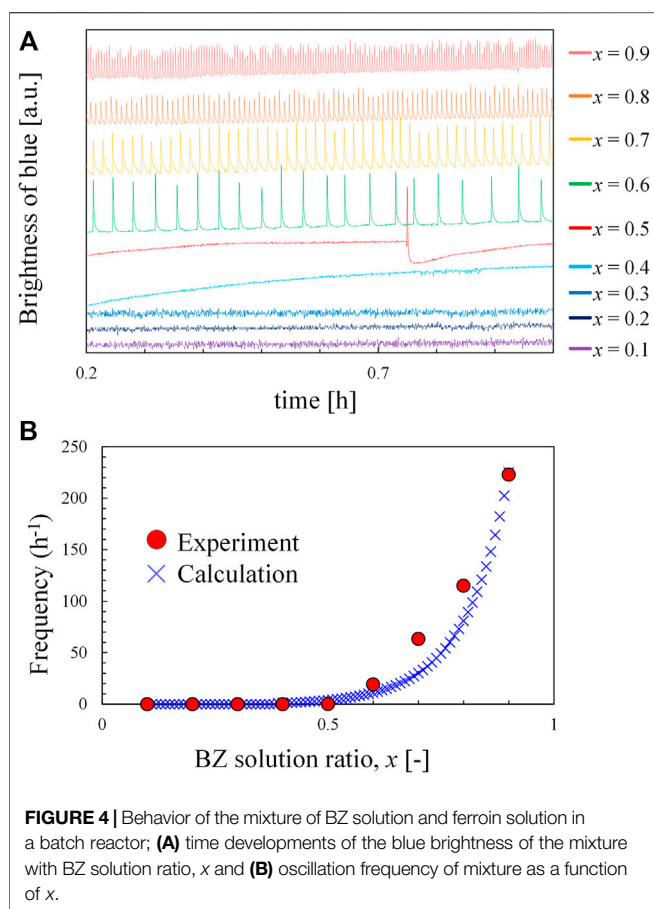 A
Brightness of blue [a.u.]
x = 0.9
x = 0.8
x = 0.7
x = 0.6
x = 0.5
x = 0.4
x = 0.3
x = 0.2
x = 0.1
0.2
0.7
time [h]
B
Frequency (h⁻¹)
250
200
150
100
50
0
Experiment
Calculation
0
0.5
1
BZ solution ratio, x [-]
FIGURE 4 | Behavior of the mixture of BZ solution and ferroin solution in
a batch reactor; (A) time developments of the blue brightness of the mixture
with BZ solution ratio, x and (B) oscillation frequency of mixture as a function
of x.